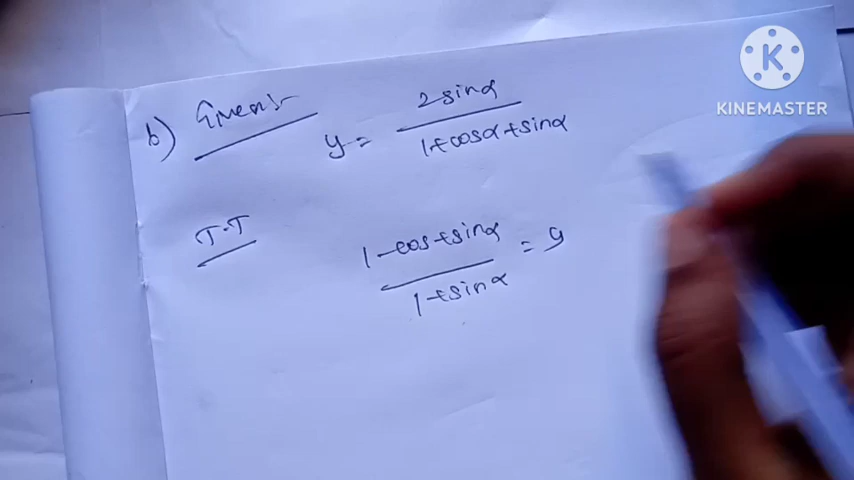 b) Given:-
y = 2sinα / 1+cosα+sinα
T.T
1-cos+sinα / 1+sinα = y
K
KINEMASTER